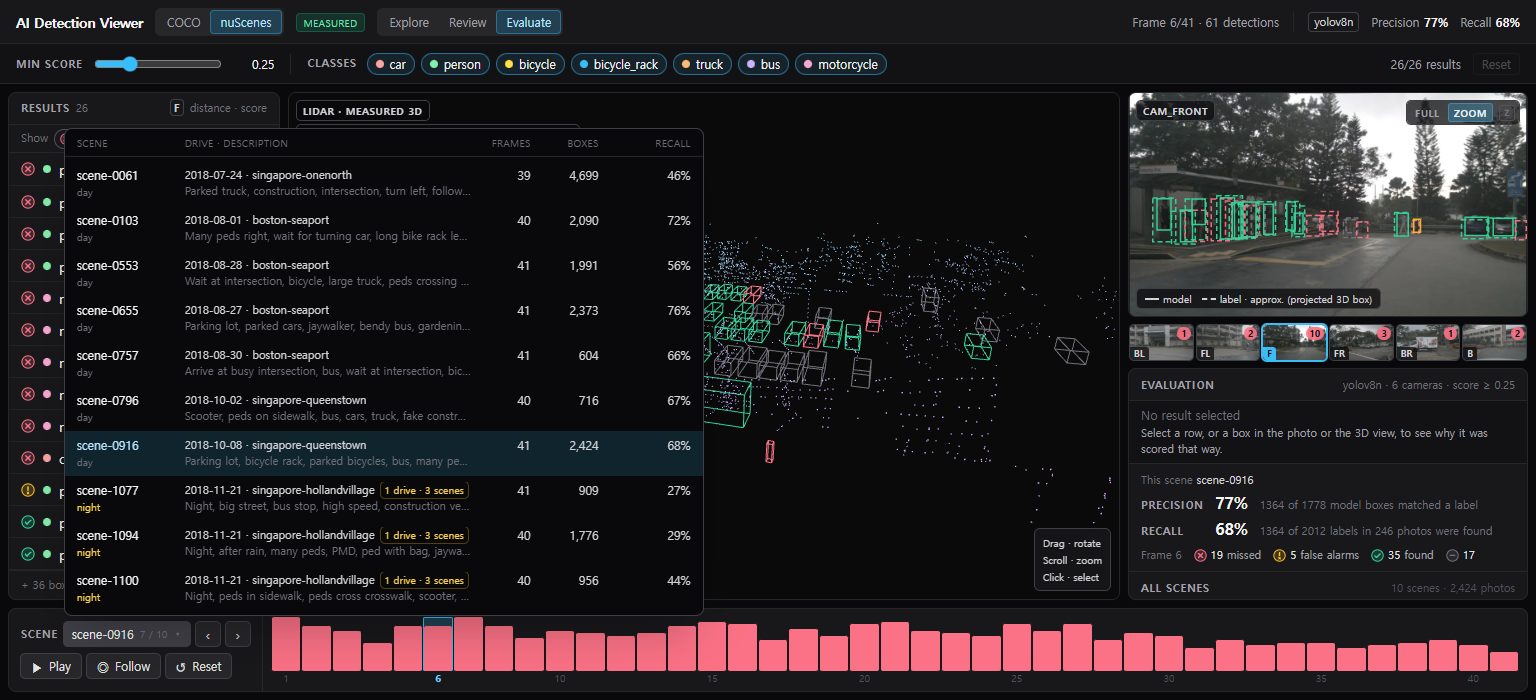 AI Detection Viewer COCO nuScenes MEASURED Explore Review Evaluate Frame 6/41 · 61 detections yolov8n Precision 77% Recall 68%
MIN SCORE 0.25 CLASSES car person bicycle bicycle_rack truck bus motorcycle 26/26 results Reset
RESULTS 26 F distance · score
Show
LIDAR · MEASURED 3D
SCENE DRIVE · DESCRIPTION FRAMES BOXES RECALL
scene-0061 2018-07-24 · singapore-onenorth 39 4,699 46%
day Parked truck, construction, intersection, turn left, follow...
scene-0103 2018-08-01 · boston-seaport 40 2,090 72%
day Many peds right, wait for turning car, long bike rack le...
scene-0553 2018-08-28 · boston-seaport 41 1,991 56%
day Wait at intersection, bicycle, large truck, peds crossing ...
scene-0655 2018-08-27 · boston-seaport 41 2,373 76%
day Parking lot, parked cars, jaywalker, bendy bus, gardenin...
scene-0757 2018-08-30 · boston-seaport 41 604 66%
day Arrive at busy intersection, bus, wait at intersection, bic...
scene-0796 2018-10-02 · singapore-queenstown 40 716 67%
day Scooter, peds on sidewalk, bus, cars, truck, fake constr...
scene-0916 2018-10-08 · singapore-queenstown 41 2,424 68%
day Parking lot, bicycle rack, parked bicycles, bus, many pe...
scene-1077 2018-11-21 · singapore-hollandvillage 1 drive · 3 scenes 41 909 27%
night Night, big street, bus stop, high speed, construction ve...
scene-1094 2018-11-21 · singapore-hollandvillage 1 drive · 3 scenes 40 1,776 29%
night Night, after rain, many peds, PMD, ped with bag, jaywa...
scene-1100 2018-11-21 · singapore-hollandvillage 1 drive · 3 scenes 40 956 44%
night Night, peds in sidewalk, peds cross crosswalk, scooter, ...
+ 36 bo
Drag · rotate
Scroll · zoom
Click · select
CAM_FRONT FULL ZOOM Z
model label · approx. (projected 3D box)
1 2 10 3 1 2
BL FL F FR BR B
EVALUATION yolov8n · 6 cameras · score ≥ 0.25
No result selected
Select a row, or a box in the photo or the 3D view, to see why it was
scored that way.
This scene scene-0916
PRECISION 77% 1364 of 1778 model boxes matched a label
RECALL 68% 1364 of 2012 labels in 246 photos were found
Frame 6 19 missed 5 false alarms 35 found 17
ALL SCENES 10 scenes · 2,424 photos
SCENE scene-0916 7 / 10 ‹ ›
Play Follow Reset
1 6 10 15 20 25 30 35 40